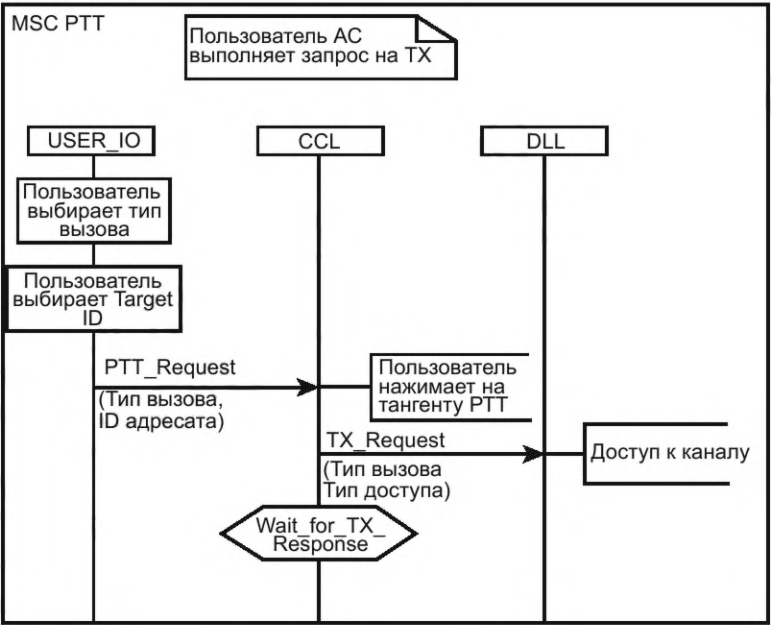 MSC PTT
Пользователь АС
выполняет запрос на TX
USER_IO
CCL
DLL
Пользователь
выбирает тип
вызова
Пользователь
выбирает Target
ID
PTT_Request
(Тип вызова,
ID адресата)
Пользователь
нажимает на
тангенту PTT
TX_Request
(Тип вызова
Тип доступа)
Доступ к каналу
Wait_for_TX_
Response